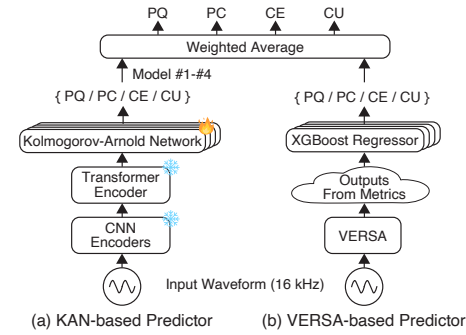 PQ PC CE CU
Weighted Average
Model #1-#4
{ PQ / PC / CE / CU } { PQ / PC / CE / CU }
Kolmogorov-Arnold Network XGBoost Regressor
Transformer Encoder Outputs From Metrics
CNN Encoders VERSA
Input Waveform (16 kHz)
(a) KAN-based Predictor (b) VERSA-based Predictor